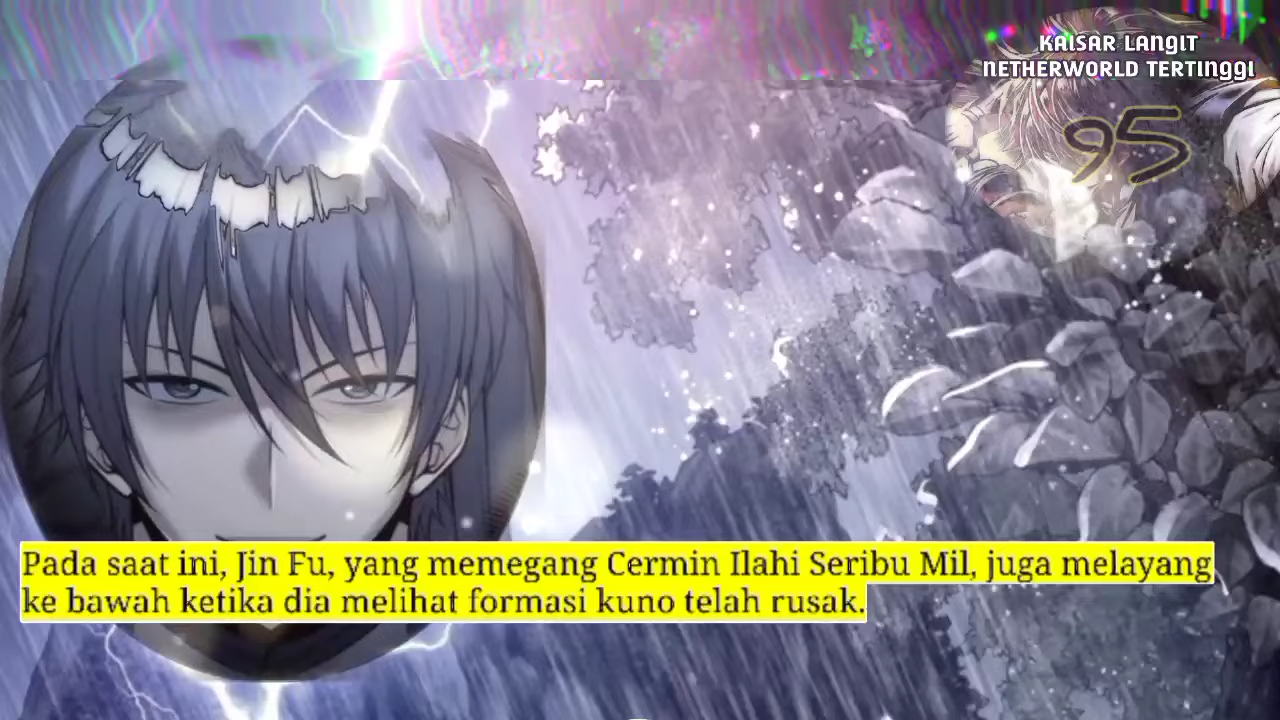 KAISAR LANGIT
NETHERWORLD TERTINGGI
95
Pada saat ini, Jin Fu, yang memegang Cermin Ilahi Seribu Mil, juga melayang
ke bawah ketika dia melihat formasi kuno telah rusak.